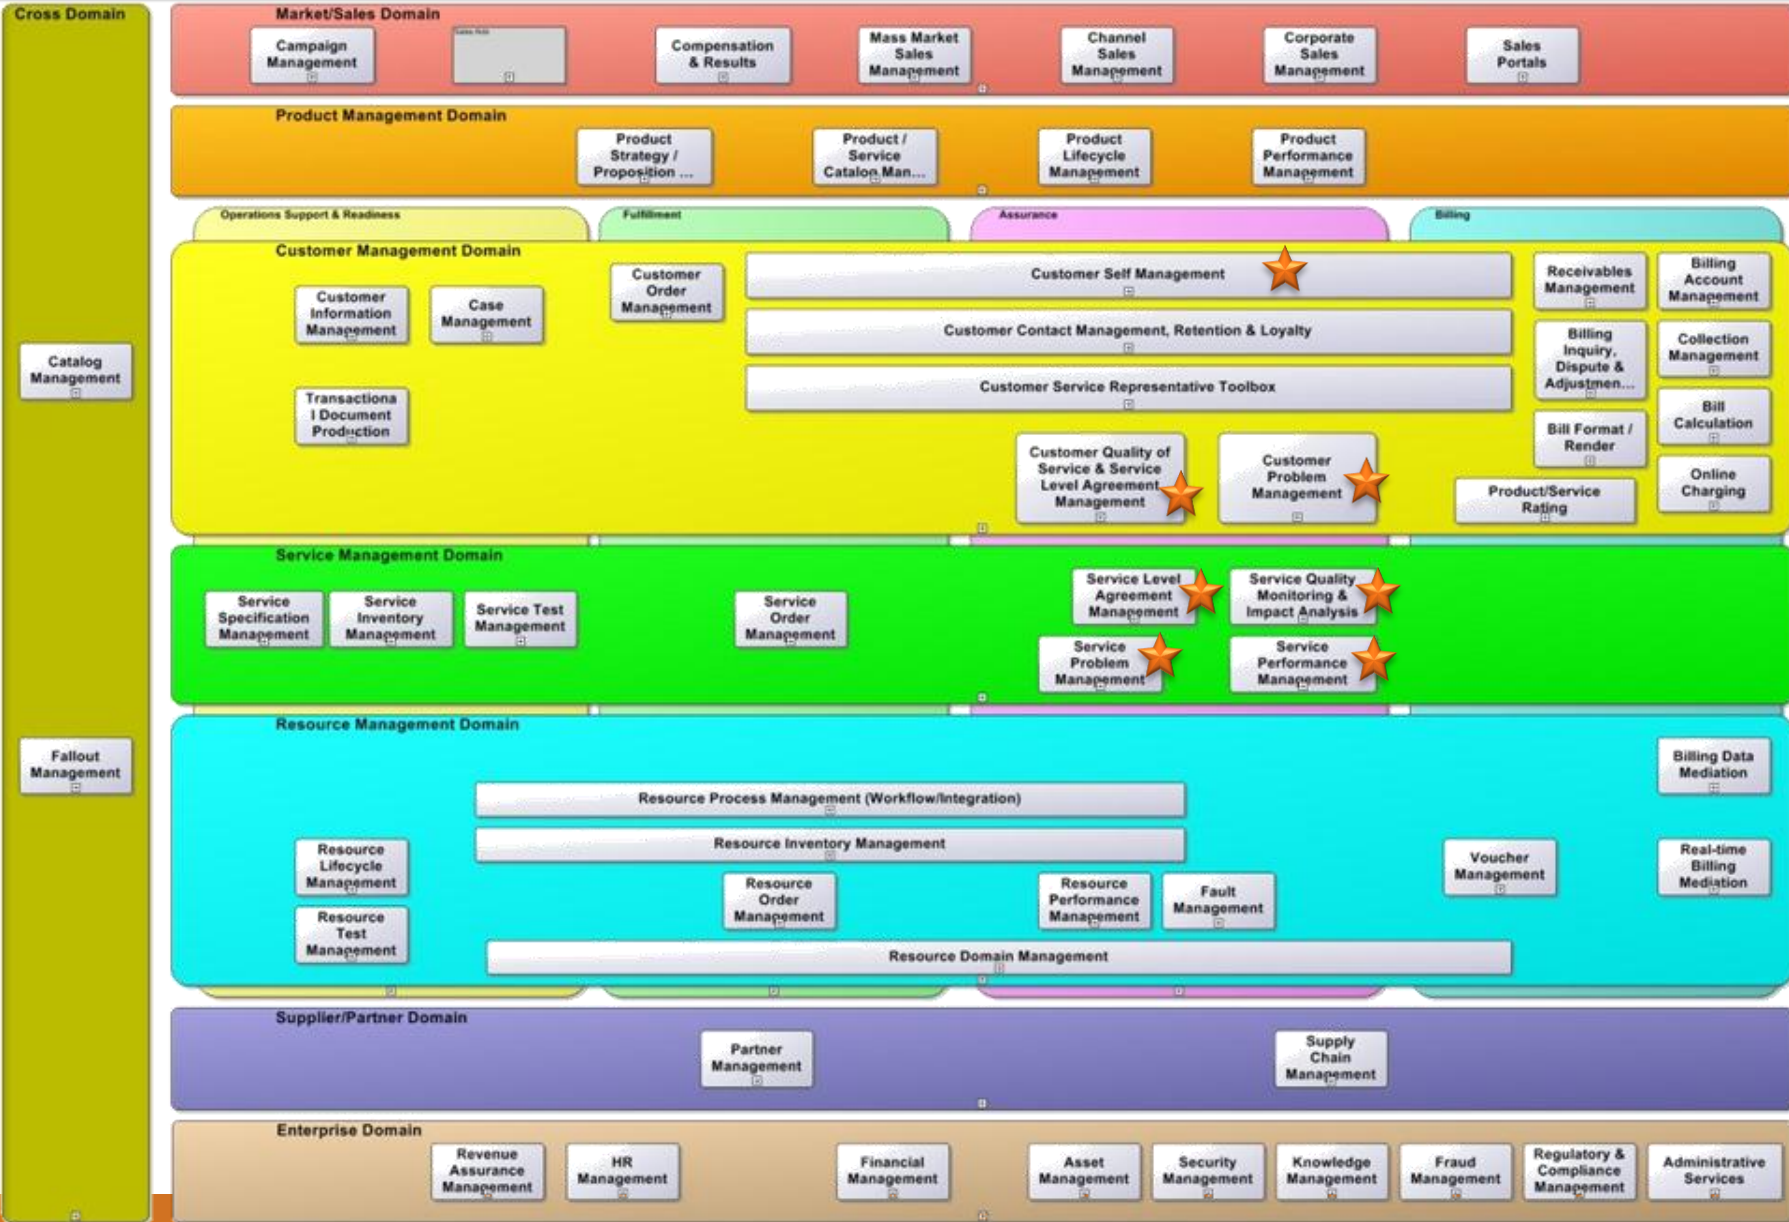 Cross Domain
Catalog
Management
Fallout
Management
Market/Sales Domain
Campaign
Management
Sales Aids
Compensation
& Results
Mass Market
Sales
Management
Channel
Sales
Management
Corporate
Sales
Management
Sales
Portals
Product Management Domain
Product
Strategy /
Proposition ...
Product /
Service
Catalog Man...
Product
Lifecycle
Management
Product
Performance
Management
Operations Support & Readiness
Fulfillment
Assurance
Billing
Customer Management Domain
Customer
Information
Management
Case
Management
Transactiona
l Document
Production
Customer
Order
Management
Customer Self Management
Customer Contact Management, Retention & Loyalty
Customer Service Representative Toolbox
Customer Quality of
Service & Service
Level Agreement
Management
Customer
Problem
Management
Receivables
Management
Billing
Account
Management
Billing
Inquiry,
Dispute &
Adjustmen...
Collection
Management
Bill
Calculation
Bill Format /
Render
Online
Charging
Product/Service
Rating
Service Management Domain
Service
Specification
Management
Service
Inventory
Management
Service Test
Management
Service
Order
Management
Service Level
Agreement
Management
Service Quality
Monitoring &
Impact Analysis
Service
Problem
Management
Service
Performance
Management
Resource Management Domain
Billing Data
Mediation
Resource Process Management (Workflow/Integration)
Resource Inventory Management
Resource
Lifecycle
Management
Resource
Test
Management
Resource
Order
Management
Resource
Performance
Management
Fault
Management
Voucher
Management
Real-time
Billing
Mediation
Resource Domain Management
Supplier/Partner Domain
Partner
Management
Supply
Chain
Management
Enterprise Domain
Revenue
Assurance
Management
HR
Management
Financial
Management
Asset
Management
Security
Management
Knowledge
Management
Fraud
Management
Regulatory &
Compliance
Management
Administrative
Services